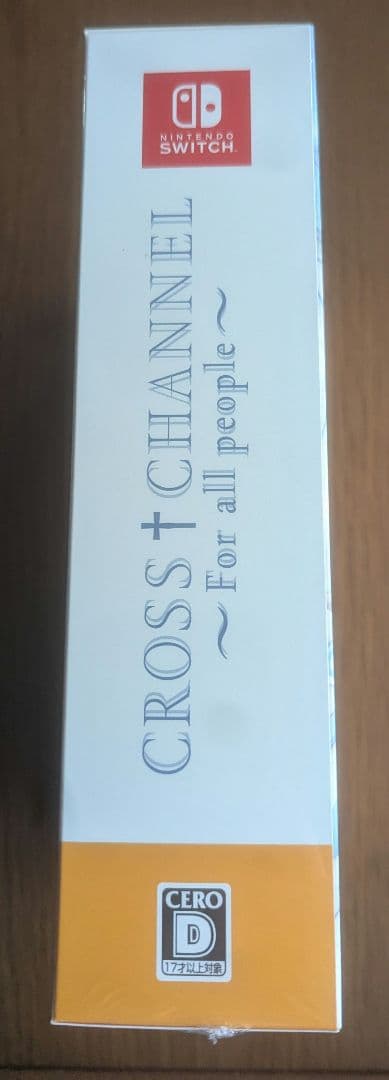 NINTENDO
SWITCH
CROSS†CHANNEL
～For all people～
CERO
D
17才以上対象